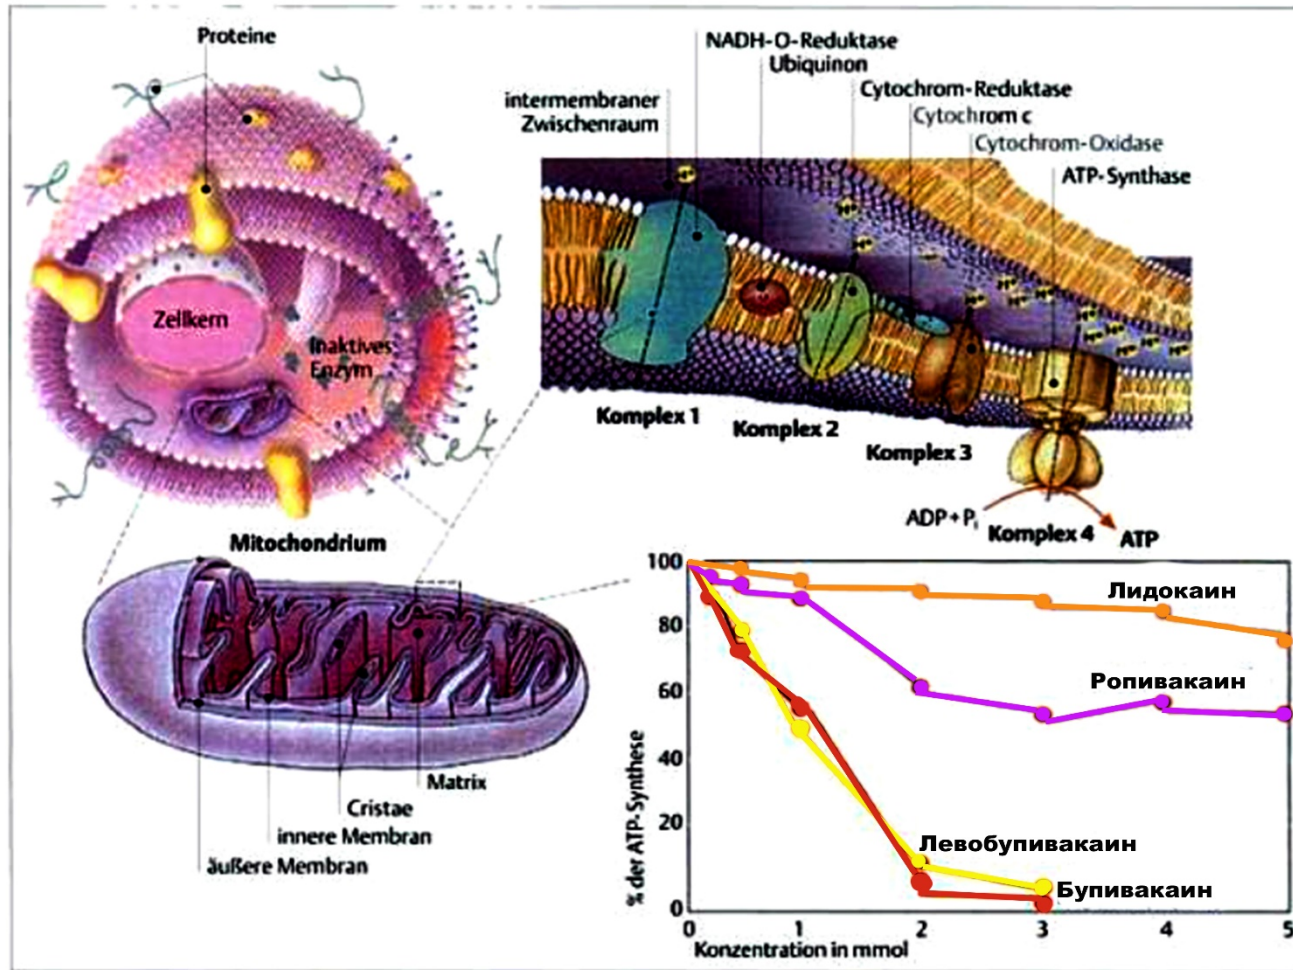 Proteine
Zellkern
Inaktives
Enzym
NADH-O-Reduktase
Ubiquinon
Cytochrom-Reduktase
Cytochrom c
Cytochrom-Oxidase
ATP-Synthase
intermembraner
Zwischenraum
Komplex 1
Komplex 2
Komplex 3
Komplex 4
ADP + Pi
ATP
Mitochondrium
Matrix
Cristae
innere Membran
äußere Membran
% der ATP-Synthese
100
80
60
40
20
0
Лидокаин
Ропивакаин
Левобупивакаин
Бупивакаин
0 1 2 3 4 5
Konzentration in mmol